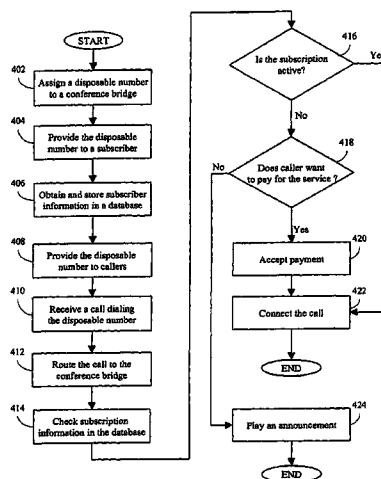 START
402
Assign a disposable number
to a conference bridge
404
Provide the disposable
number to a subscriber
406
Obtain and store subscriber
information in a database
408
Provide the disposable
number to callers
410
Receive a call dialing
the disposable number
412
Route the call to the
conference bridge
414
Check subscription
information in the database
416
Is the subscription
active?
Yes
No
418
Does caller want
to pay for the service ?
No
Yes
420
Accept payment
422
Connect the call
END
424
Play an announcement
END